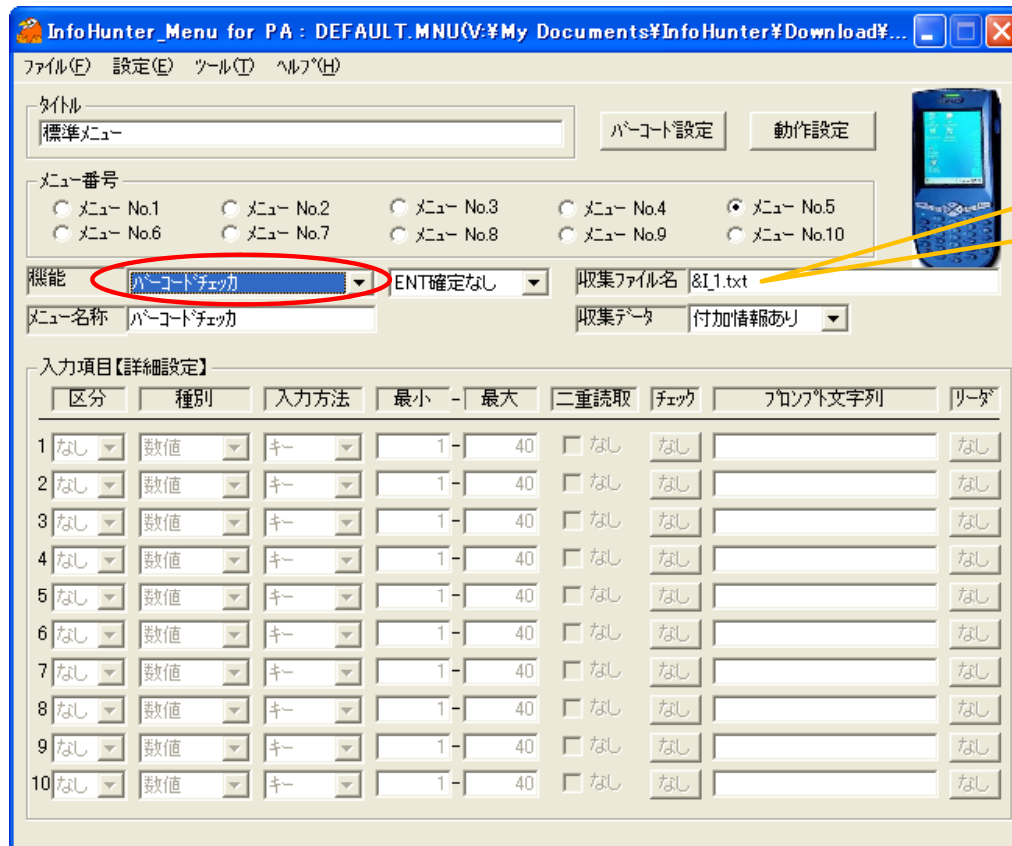 InfoHunter_Menu for PA : DEFAULT.MNU(V:¥My Documents¥InfoHunter¥Download¥...
ﾌｧｲﾙ(F) 設定(E) ﾂｰﾙ(T) ﾍﾙﾌﾟ(H)
ﾀｲﾄﾙ
標準ﾒﾆｭｰ
ﾊﾞｰｺｰﾄﾞ設定 動作設定
ﾒﾆｭｰ番号
ﾒﾆｭｰ No.1 ﾒﾆｭｰ No.2 ﾒﾆｭｰ No.3 ﾒﾆｭｰ No.4 ﾒﾆｭｰ No.5
ﾒﾆｭｰ No.6 ﾒﾆｭｰ No.7 ﾒﾆｭｰ No.8 ﾒﾆｭｰ No.9 ﾒﾆｭｰ No.10
機能 ﾊﾞｰｺｰﾄﾞﾁｪｯｶ ENT確定なし 収集ﾌｧｲﾙ名 &I_1.txt
ﾒﾆｭｰ名称 ﾊﾞｰｺｰﾄﾞﾁｪｯｶ 収集ﾃﾞｰﾀ 付加情報あり
入力項目【詳細設定】
区分 種別 入力方法 最小 - 最大 二重読取 ﾁｪｯｸ ﾌﾟﾛﾝﾌﾟﾄ文字列 ﾘｰﾀﾞ
1 なし 数値 ｷｰ 1 - 40 なし なし なし
2 なし 数値 ｷｰ 1 - 40 なし なし なし
3 なし 数値 ｷｰ 1 - 40 なし なし なし
4 なし 数値 ｷｰ 1 - 40 なし なし なし
5 なし 数値 ｷｰ 1 - 40 なし なし なし
6 なし 数値 ｷｰ 1 - 40 なし なし なし
7 なし 数値 ｷｰ 1 - 40 なし なし なし
8 なし 数値 ｷｰ 1 - 40 なし なし なし
9 なし 数値 ｷｰ 1 - 40 なし なし なし
10 なし 数値 ｷｰ 1 - 40 なし なし なし